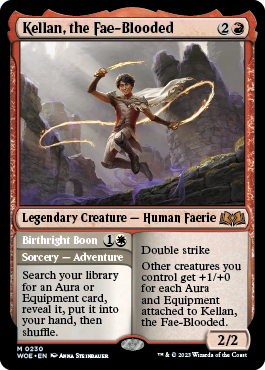 Kellan, the Fae-Blooded 2
Legendary Creature — Human Faerie
Birthright Boon 1
Sorcery — Adventure
Search your library
for an Aura or
Equipment card,
reveal it, put it into
your hand, then
shuffle.
Double strike
Other creatures you
control get +1/+0
for each Aura
and Equipment
attached to Kellan,
the Fae-Blooded.
2/2
M 0230
WOE • EN ANNA STEINBAUER
™ & © 2023 Wizards of the Coast